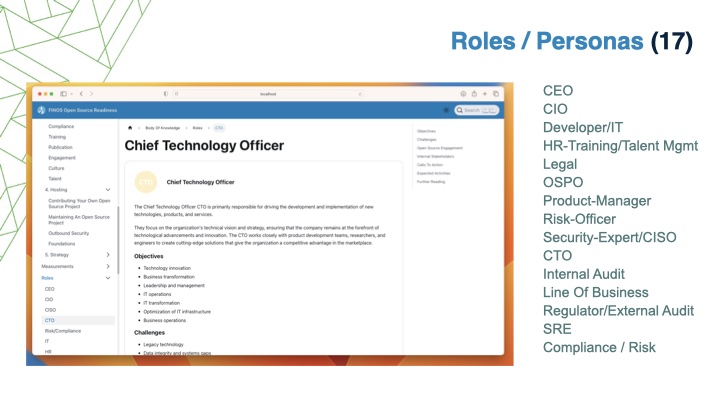 Roles / Personas (17)
localhost
FINOS Open Source Readiness
Search
Compliance
Training
Publication
Engagement
Culture
Talent
4. Hosting
Contributing Your Own Open
Source Project
Maintaining An Open Source
Project
Outbound Security
Foundations
5. Strategy
Measurements
Roles
CEO
CIO
CISO
CTO
Risk/Compliance
IT
HR
Body Of Knowledge
Roles
CTO
Chief Technology Officer
CTO
Chief Technology Officer
The Chief Technology Officer CTO is primarily responsible for driving the development and implementation of new
technologies, products, and services.
They focus on the organization's technical vision and strategy, ensuring that the company remains at the forefront of
technological advancements and innovation. The CTO works closely with product development teams, researchers, and
engineers to create cutting-edge solutions that give the organization a competitive advantage in the marketplace.
Objectives
• Technology innovation
• Business transformation
• Leadership and management
• IT operations
• IT transformation
• Optimization of IT infrastructure
• Business operations
Challenges
• Legacy technology
• Data integrity and systems gaps
Objectives
Challenges
Open Source Engagement
Internal Stakeholders
Calls To Action
Expected Activities
Further Reading
CEO
CIO
Developer/IT
HR-Training/Talent Mgmt
Legal
OSPO
Product-Manager
Risk-Officer
Security-Expert/CISO
CTO
Internal Audit
Line Of Business
Regulator/External Audit
SRE
Compliance / Risk